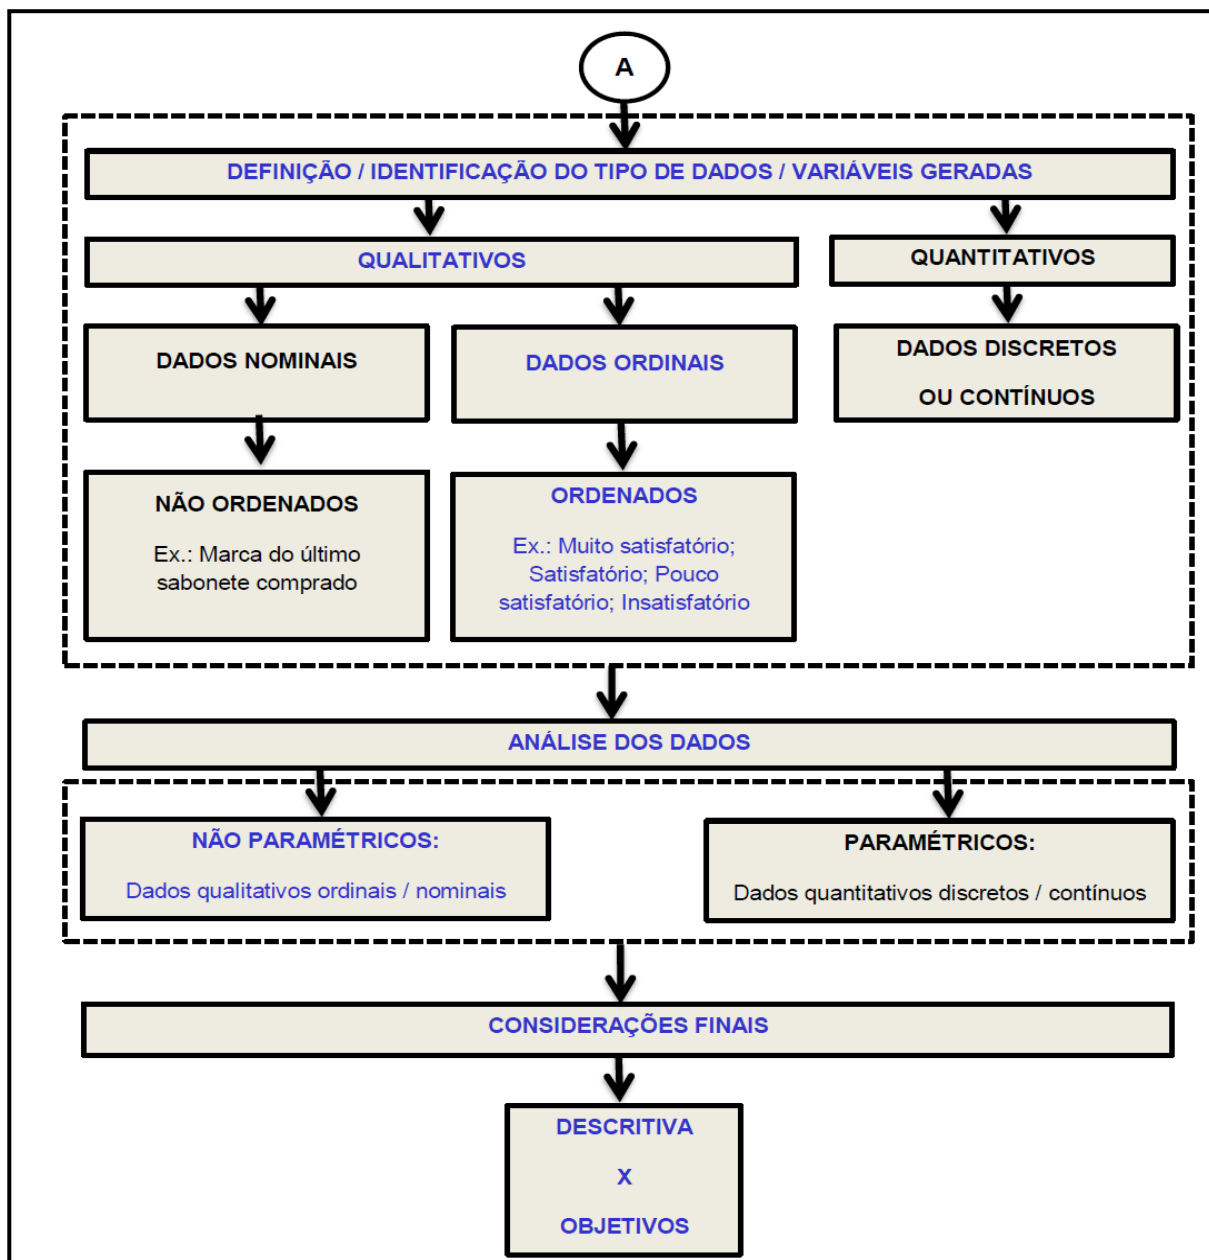 A
DEFINIÇÃO / IDENTIFICAÇÃO DO TIPO DE DADOS / VARIÁVEIS GERADAS
QUALITATIVOS
QUANTITATIVOS
DADOS NOMINAIS
DADOS ORDINAIS
DADOS DISCRETOS
OU CONTÍNUOS
NÃO ORDENADOS
Ex.: Marca do último
sabonete comprado
ORDENADOS
Ex.: Muito satisfatório;
Satisfatório; Pouco
satisfatório; Insatisfatório
ANÁLISE DOS DADOS
NÃO PARAMÉTRICOS:
Dados qualitativos ordinais / nominais
PARAMÉTRICOS:
Dados quantitativos discretos / contínuos
CONSIDERAÇÕES FINAIS
DESCRITIVA
X
OBJETIVOS